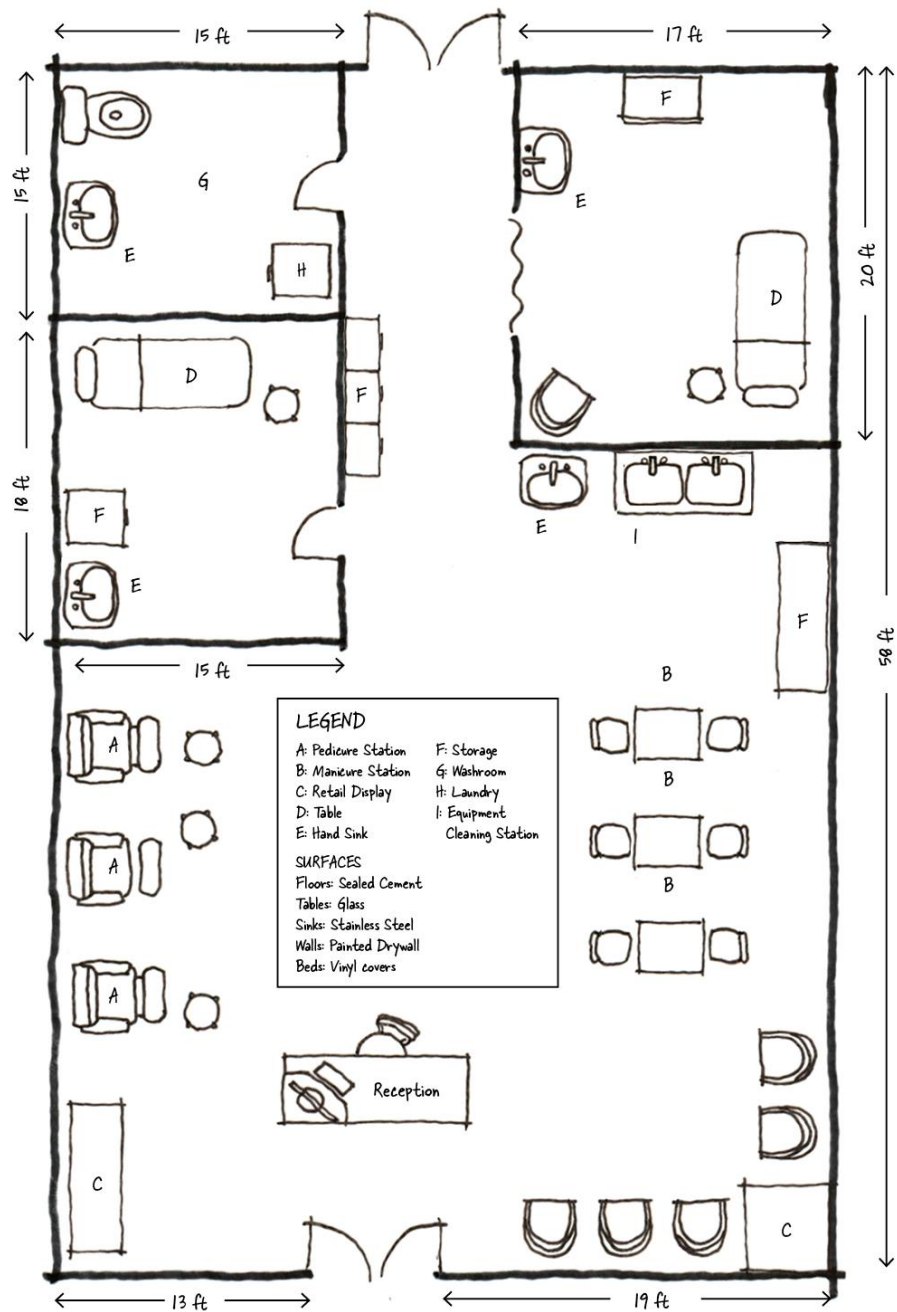 15 ft
17 ft
F
15 ft
G
E
E
H
20 ft
D
D
F
18 ft
F
E
E
I
F
58 ft
15 ft
B
LEGEND
A: Pedicure Station
B: Manicure Station
C: Retail Display
D: Table
E: Hand Sink
F: Storage
G: Washroom
H: Laundry
I: Equipment
Cleaning Station
SURFACES
Floors: Sealed Cement
Tables: Glass
Sinks: Stainless Steel
Walls: Painted Drywall
Beds: Vinyl covers
A
B
A
B
A
Reception
C
C
13 ft
19 ft